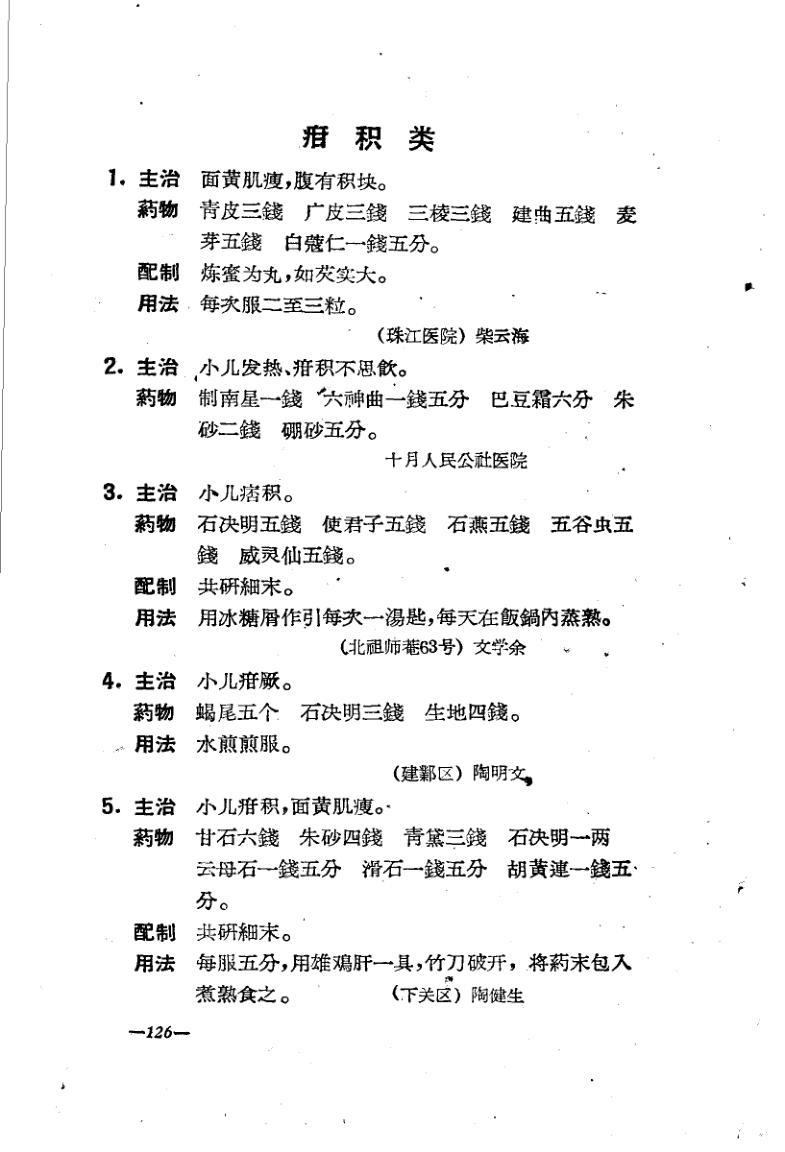 疳积类
1. 主治 面黄肌瘦,腹有积块。
药物 青皮三錢 广皮三錢 三棱三錢 建曲五錢 麦
芽五錢 白蔻仁一錢五分。
配制 炼蜜为丸,如芡实大。
用法 每次服二至三粒。
(珠江医院) 柴云海
2. 主治 小儿发热、疳积不思飲。
药物 制南星一錢 六神曲一錢五分 巴豆霜六分 朱
砂二錢 硼砂五分。
十月人民公社医院
3. 主治 小儿痞积。
药物 石决明五錢 使君子五錢 石燕五錢 五谷虫五
錢 威灵仙五錢。
配制 共研細末。
用法 用冰糖屑作引每次一湯匙,每天在飯鍋內蒸熟。
(北祖师菴63号) 文学余
4. 主治 小儿疳厥。
药物 蝎尾五个 石决明三錢 生地四錢。
用法 水煎煎服。
(建鄴区) 陶明文
5. 主治 小儿疳积,面黄肌瘦。
药物 甘石六錢 朱砂四錢 青黛三錢 石决明一两
云母石一錢五分 滑石一錢五分 胡黄連一錢五
分。
配制 共研細末。
用法 每服五分,用雄鴻肝一具,竹刀破开,将药末包入
煮熟食之。 (下关区) 陶健生
—126—